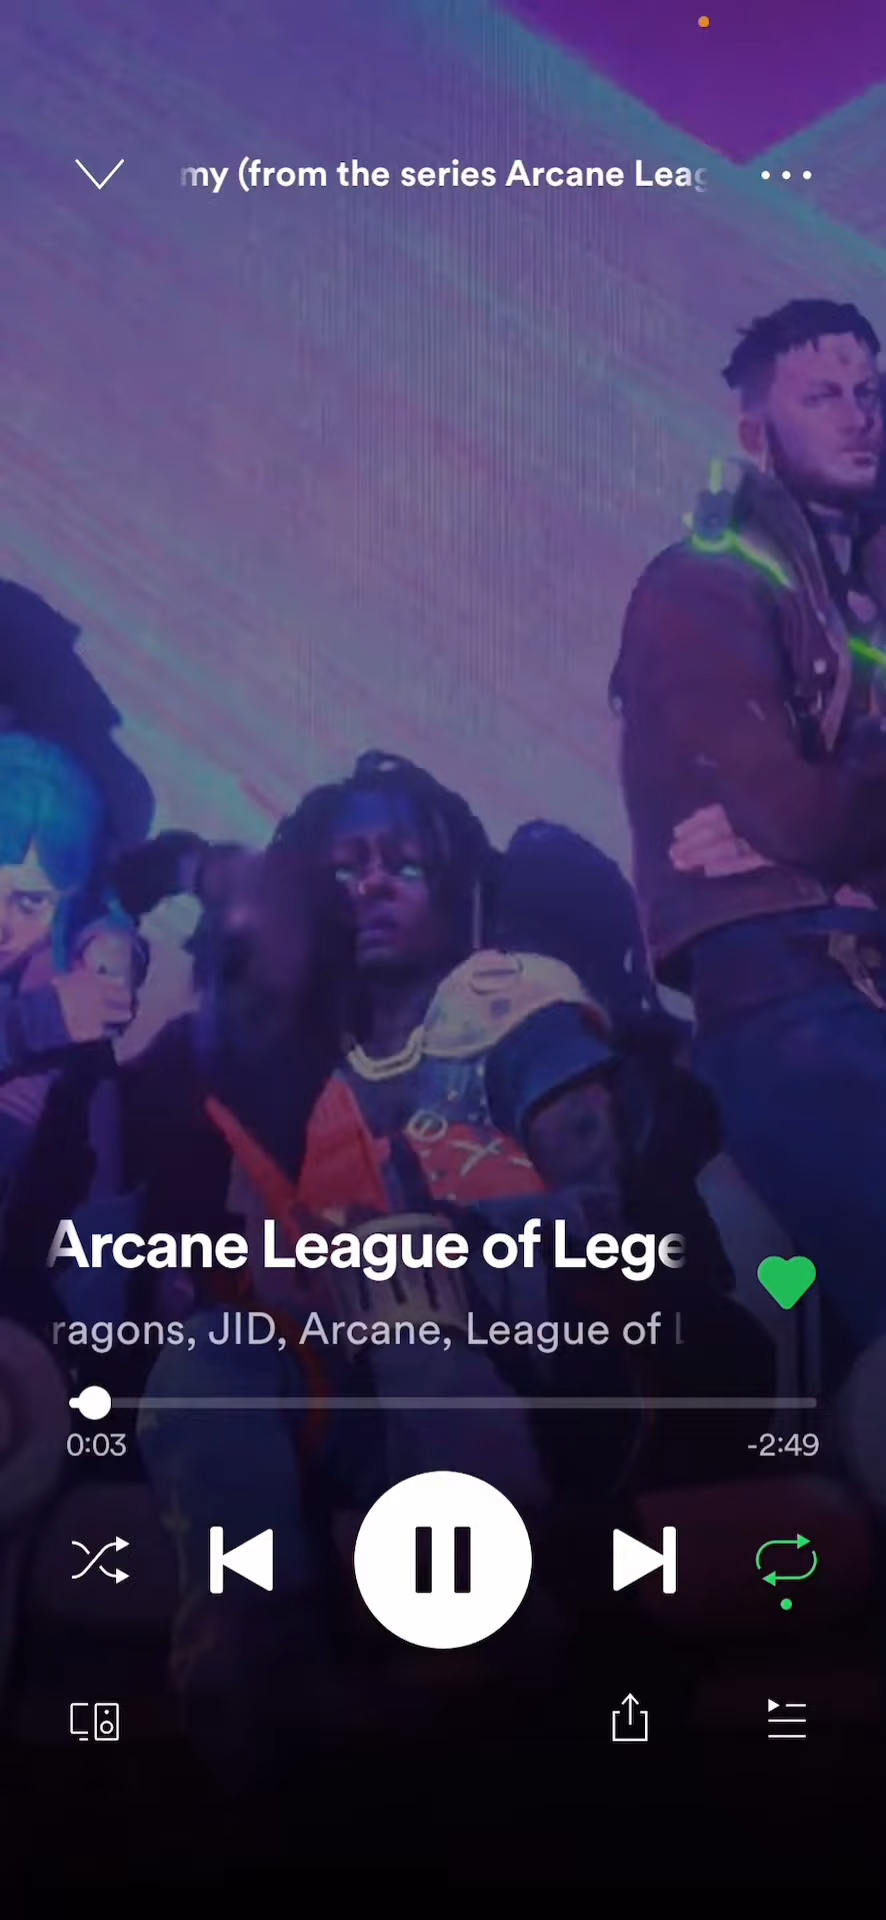 my (from the series Arcane Leag
Arcane League of Lege
ragons, JID, Arcane, League of L
0:03
-2:49